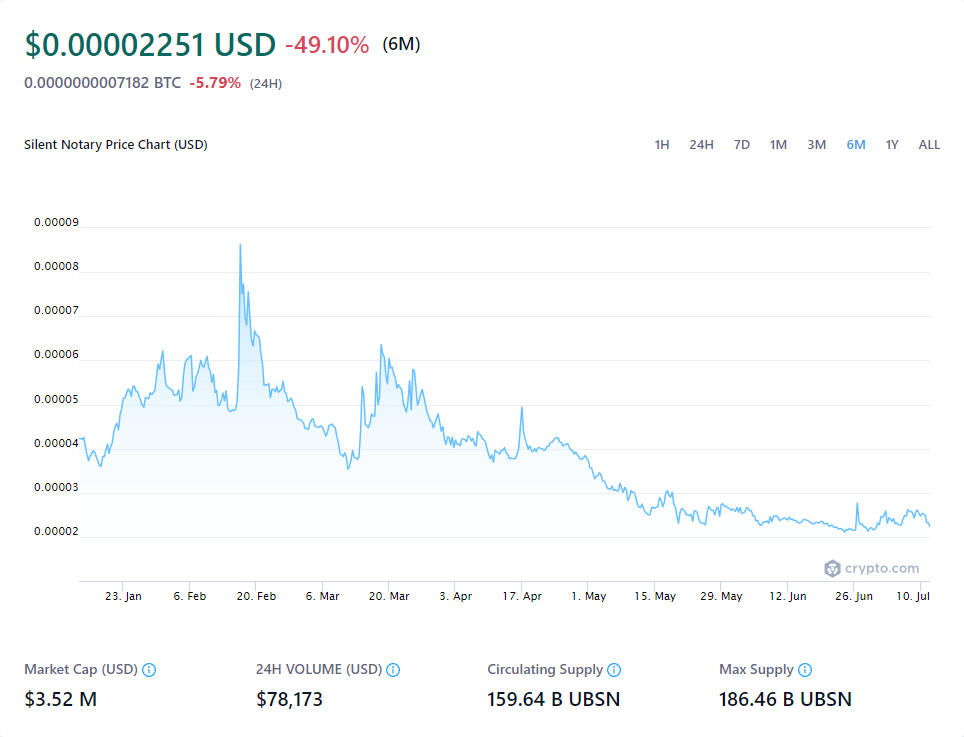 $0.00002251 USD -49.10% (6M)
0.0000000007182 BTC -5.79% (24H)
Silent Notary Price Chart (USD) 1H 24H 7D 1M 3M 6M 1Y ALL
0.00009
0.00008
0.00007
0.00006
0.00005
0.00004
0.00003
0.00002
crypto.com
23. Jan 6. Feb 20. Feb 6. Mar 20. Mar 3. Apr 17. Apr 1. May 15. May 29. May 12. Jun 26. Jun 10. Jul
Market Cap (USD) 24H VOLUME (USD) Circulating Supply Max Supply
$3.52 M $78,173 159.64 B UBSN 186.46 B UBSN